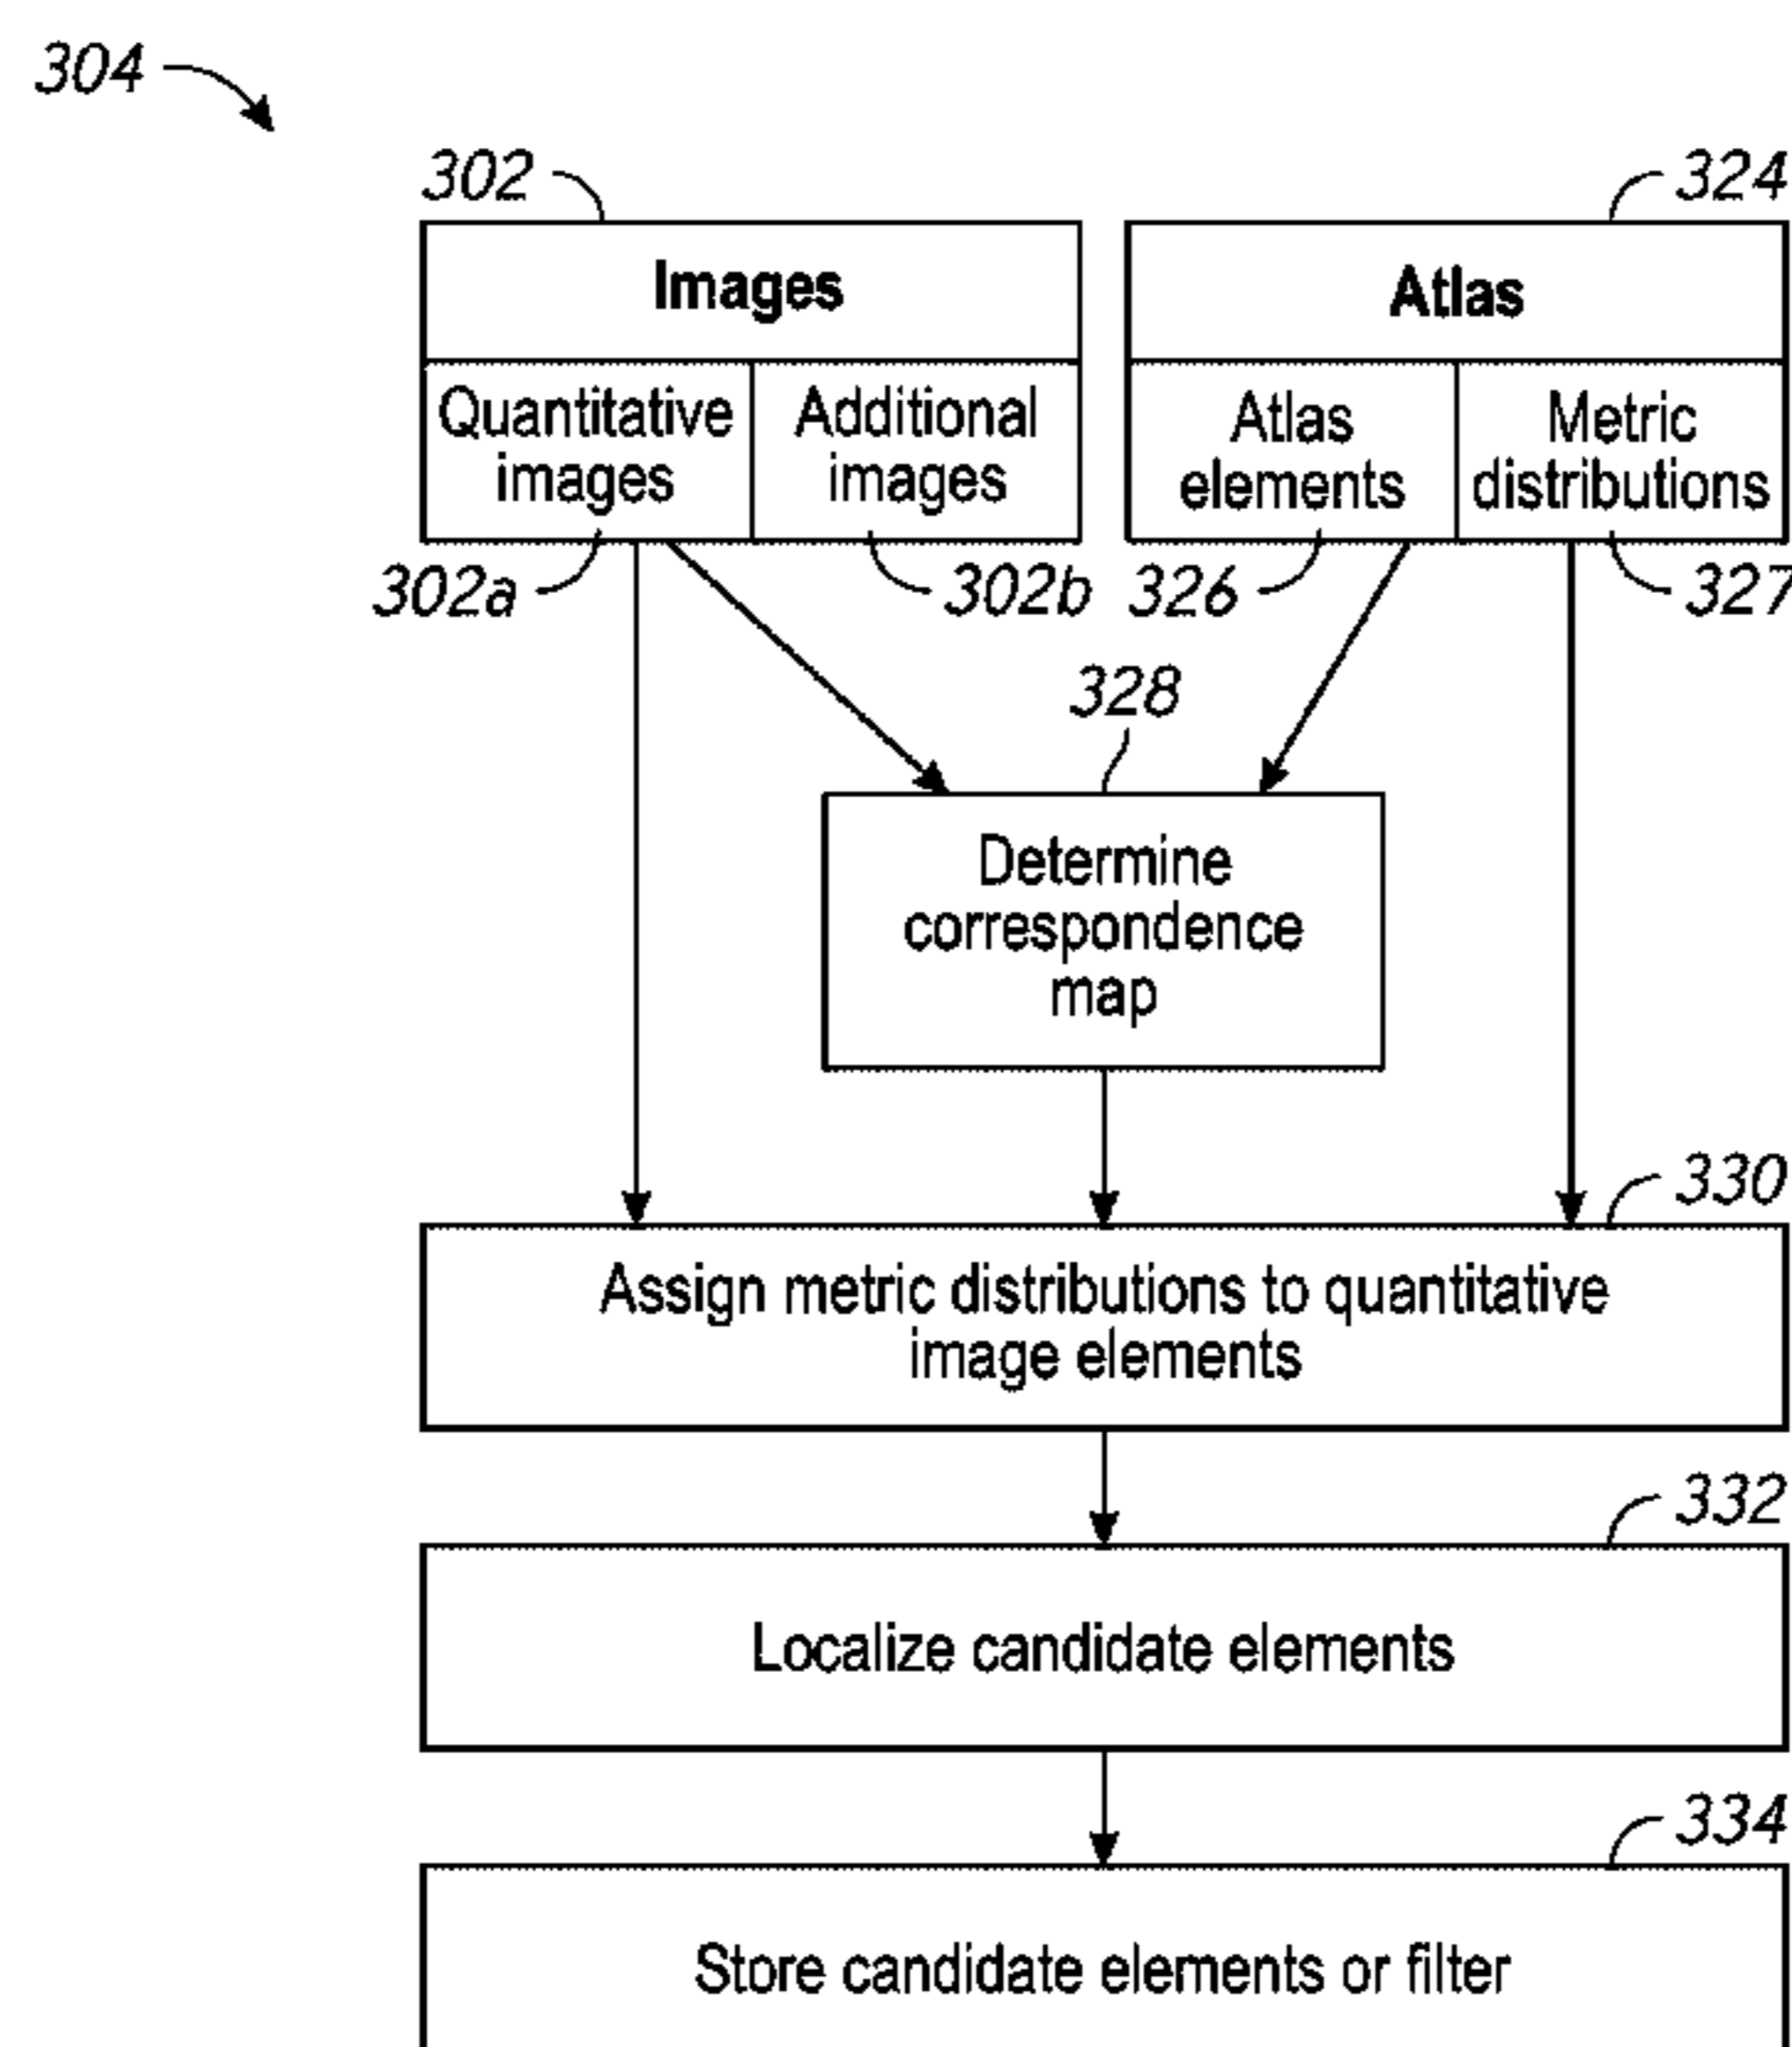 304
302
324
Images
Atlas
Quantitative
images
Additional
images
Atlas
elements
Metric
distributions
302a
302b
326
327
328
Determine
correspondence
map
330
Assign metric distributions to quantitative
image elements
332
Localize candidate elements
334
Store candidate elements or filter